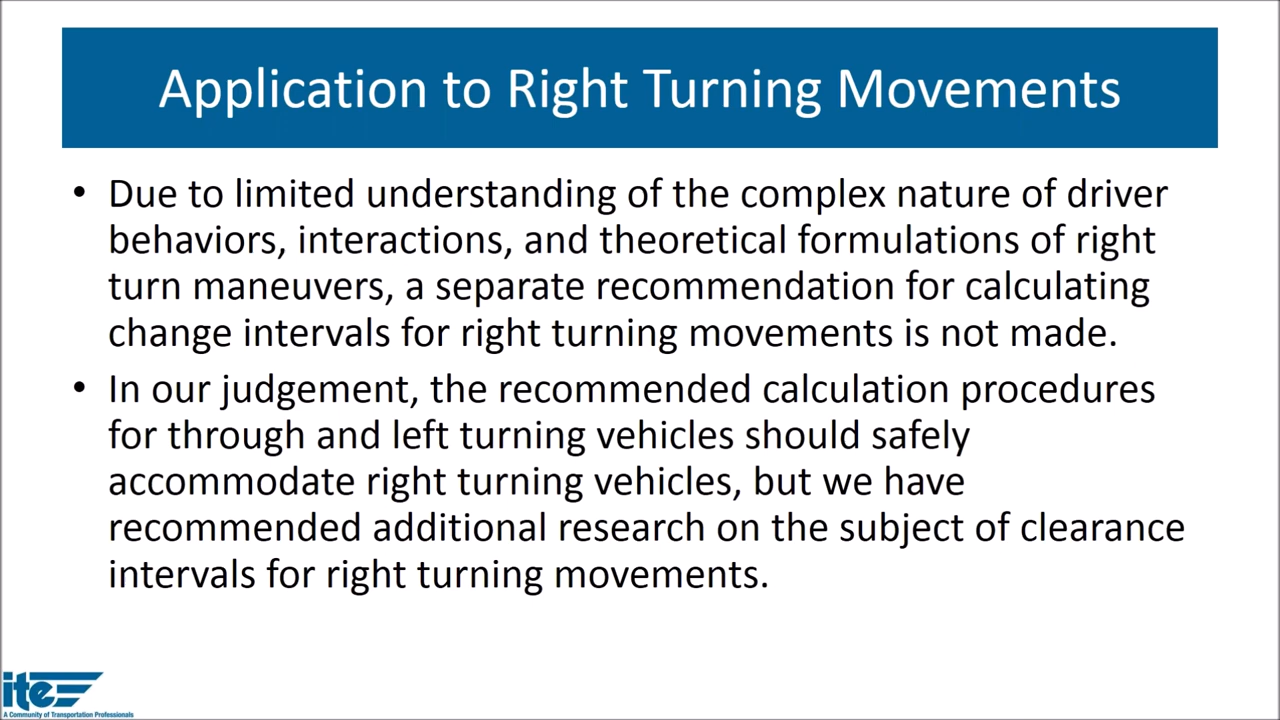 Application to Right Turning Movements
• Due to limited understanding of the complex nature of driver
behaviors, interactions, and theoretical formulations of right
turn maneuvers, a separate recommendation for calculating
change intervals for right turning movements is not made.
• In our judgement, the recommended calculation procedures
for through and left turning vehicles should safely
accommodate right turning vehicles, but we have
recommended additional research on the subject of clearance
intervals for right turning movements.
ite
A Community of Transportation Professionals